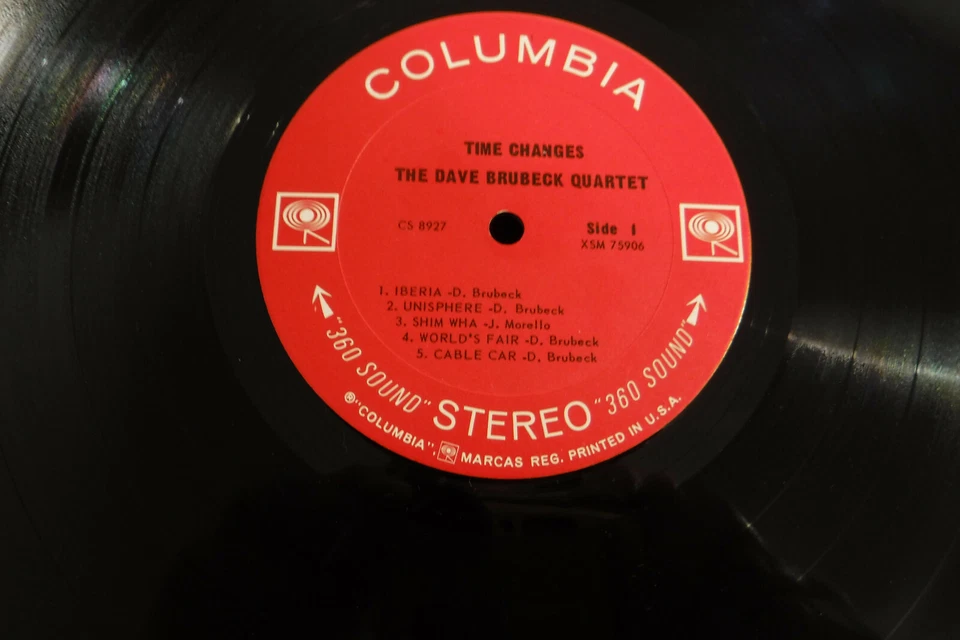 COLUMBIA
TIME CHANGES
THE DAVE BRUBECK QUARTET
CS 8927
Side 1
XSM 75906
1. IBERIA -D. Brubeck
2. UNISPHERE -D. Brubeck
3. SHIM WHA -J. Morello
4. WORLD'S FAIR -D. Brubeck
5. CABLE CAR -D. Brubeck
"360 SOUND" STEREO "360 SOUND"
®"COLUMBIA", MARCAS REG. PRINTED IN U.S.A.